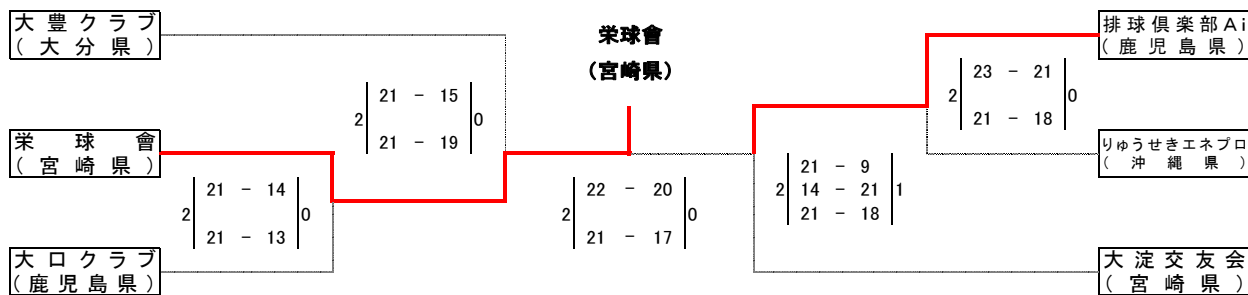 大豊クラブ
(大分県)
栄球會
(宮崎県)
大口クラブ
(鹿児島県)
2 21 - 14 0
21 - 13
2 21 - 15 0
21 - 19
栄球會
(宮崎県)
2 22 - 20 0
21 - 17
2 23 - 21 0
21 - 18
21 - 9
2 14 - 21 1
21 - 18
排球倶楽部Ai
(鹿児島県)
りゅうせきエネプロ
(沖縄県)
大淀交友会
(宮崎県)